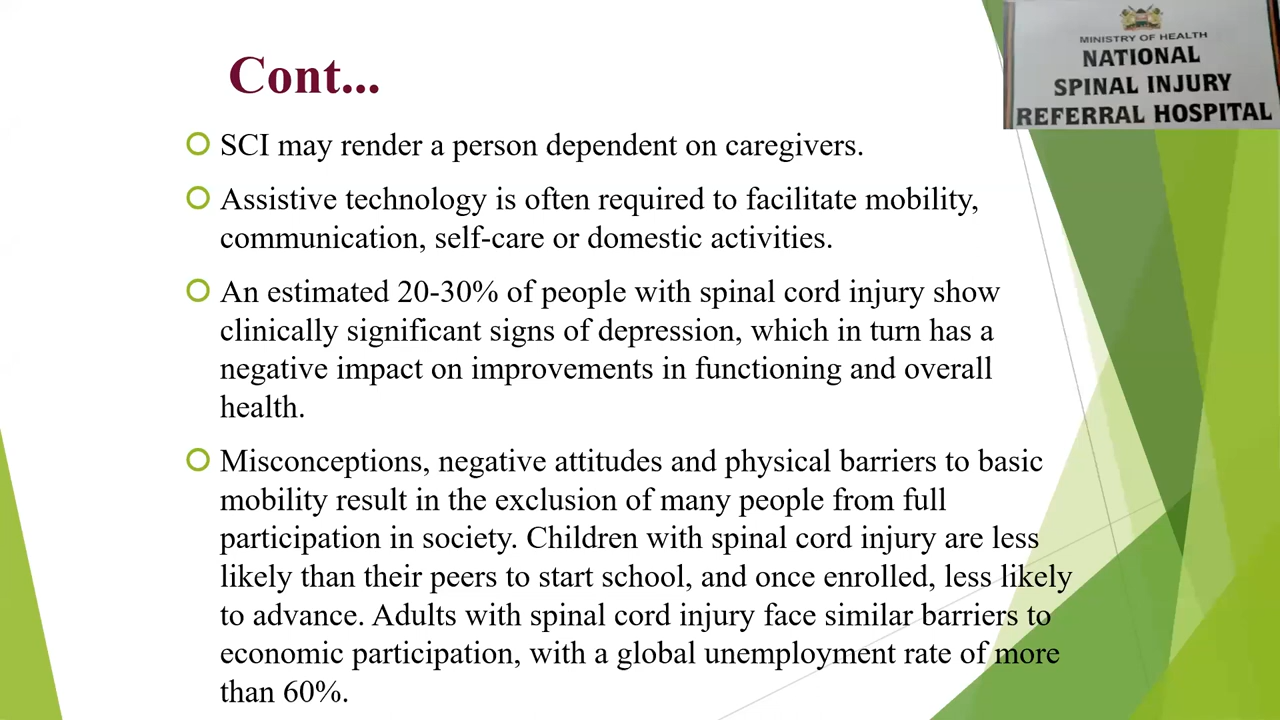 Cont...
MINISTRY OF HEALTH
NATIONAL
SPINAL INJURY
REFERRAL HOSPITAL
SCI may render a person dependent on caregivers.
Assistive technology is often required to facilitate mobility,
communication, self-care or domestic activities.
An estimated 20-30% of people with spinal cord injury show
clinically significant signs of depression, which in turn has a
negative impact on improvements in functioning and overall
health.
Misconceptions, negative attitudes and physical barriers to basic
mobility result in the exclusion of many people from full
participation in society. Children with spinal cord injury are less
likely than their peers to start school, and once enrolled, less likely
to advance. Adults with spinal cord injury face similar barriers to
economic participation, with a global unemployment rate of more
than 60%.